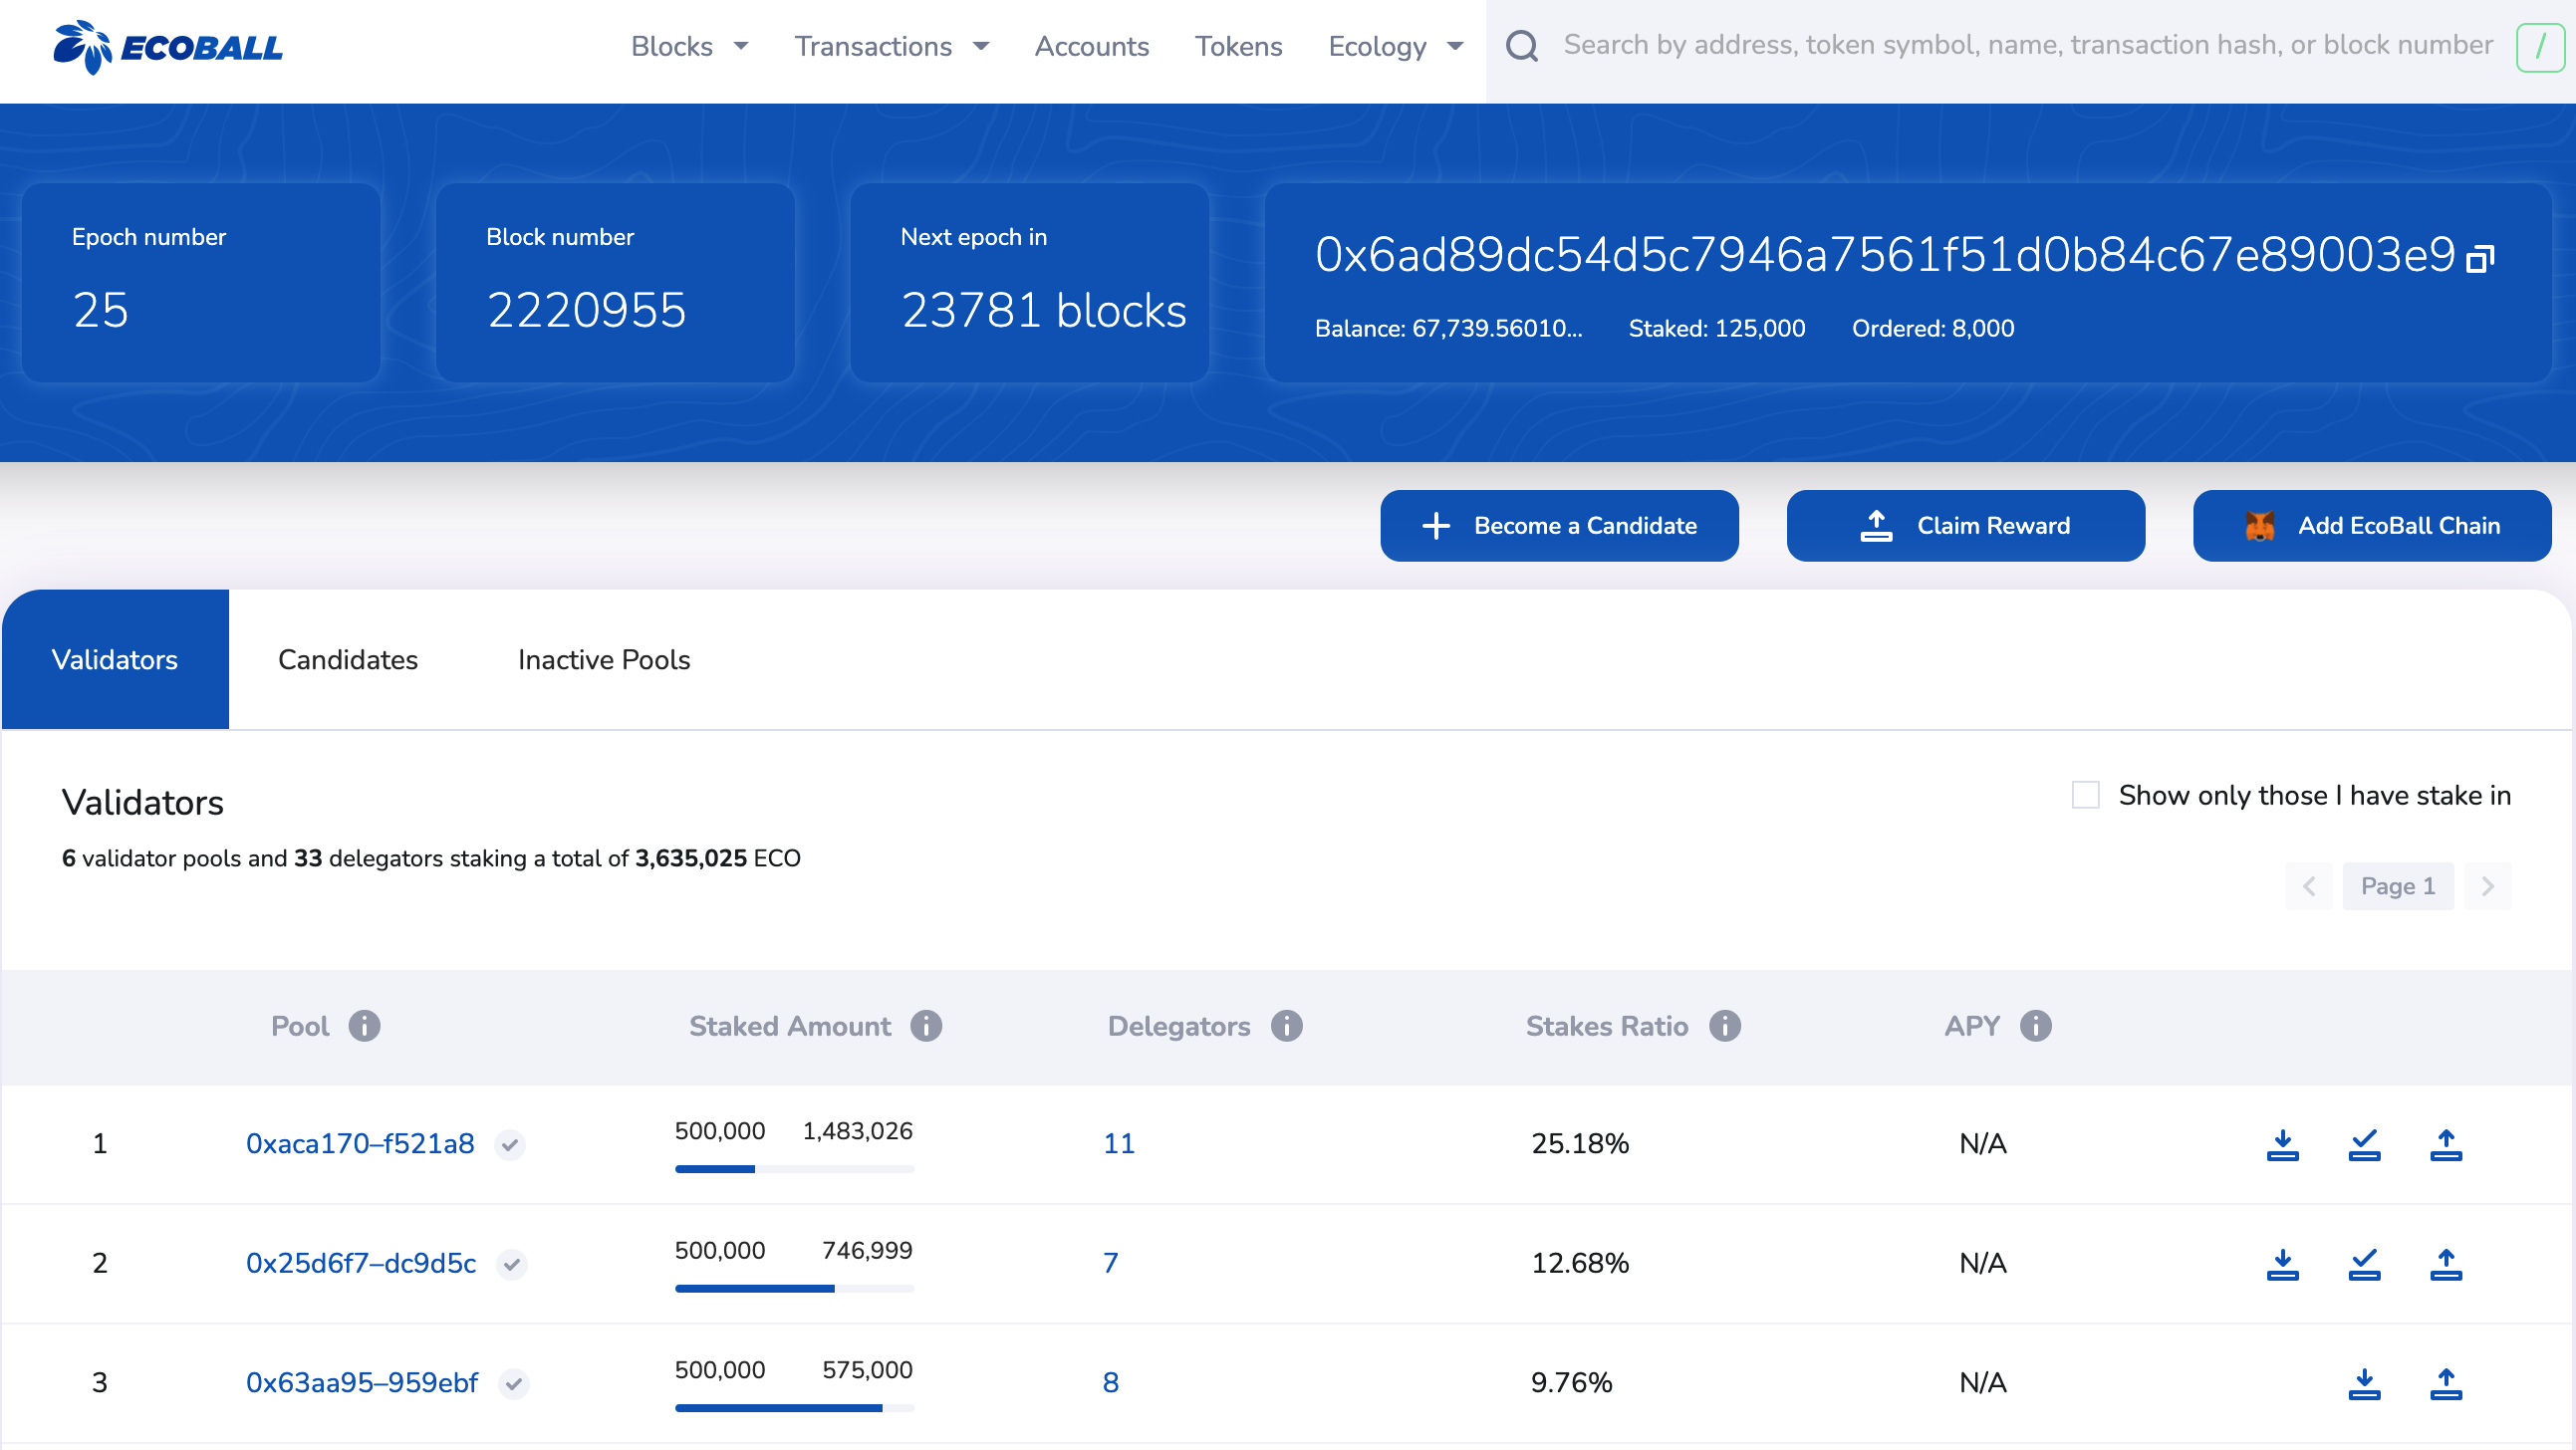 ECOBALL
Blocks Transactions Accounts Tokens Ecology Search by address, token symbol, name, transaction hash, or block number /
Epoch number
25
Block number
2220955
Next epoch in
23781 blocks
0x6ad89dc54d5c7946a7561f51d0b84c67e89003e9
Balance: 67,739.56010... Staked: 125,000 Ordered: 8,000
Become a Candidate Claim Reward Add EcoBall Chain
Validators Candidates Inactive Pools
Validators
Show only those I have stake in
6 validator pools and 33 delegators staking a total of 3,635,025 ECO
Page 1
Pool Staked Amount Delegators Stakes Ratio APY
1 0xaca170–f521a8 500,000 1,483,026 11 25.18% N/A
2 0x25d6f7–dc9d5c 500,000 746,999 7 12.68% N/A
3 0x63aa95–959ebf 500,000 575,000 8 9.76% N/A